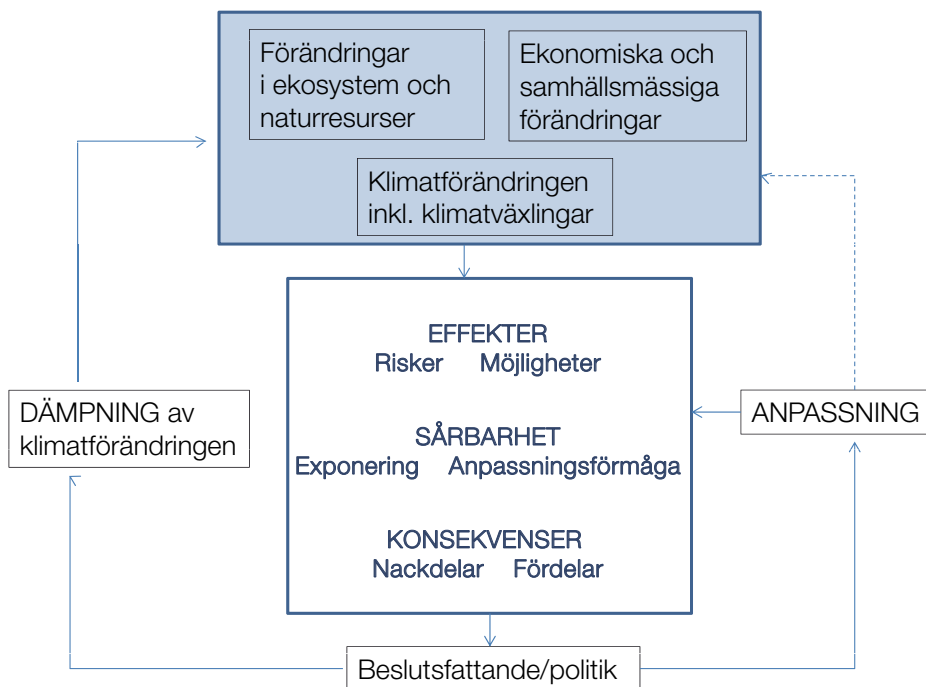 Förändringar
i ekosystem och
naturresurser
Ekonomiska och
samhällsmässiga
förändringar
Klimatförändringen
inkl. klimatväxlingar
EFFEKTER
Risker Möjligheter
DÄMPNING av
klimatförändringen
SÅRBARHET
Exponering Anpassningsförmåga
ANPASSNING
KONSEKVENSER
Nackdelar Fördelar
Beslutsfattande/politik